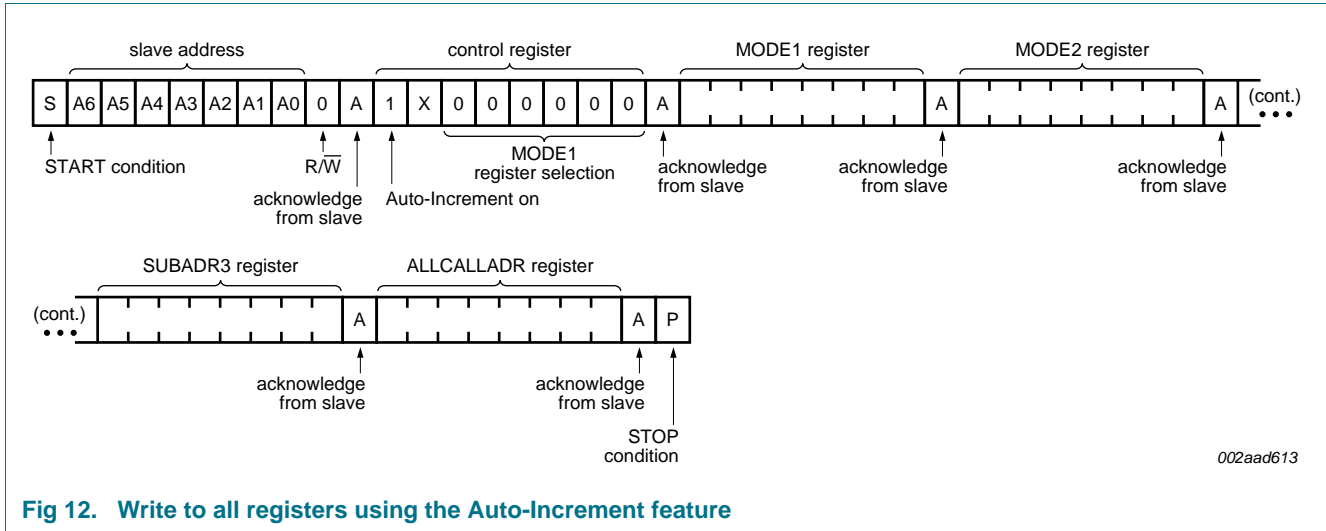 slave address control register MODE1 register MODE2 register
S A6 A5 A4 A3 A2 A1 A0 0 A 1 X 0 0 0 0 0 0 A A A (cont.)
START condition R/W̅ acknowledge from slave Auto-Increment on MODE1 register selection acknowledge from slave acknowledge from slave acknowledge from slave
SUBADR3 register ALLCALLADR register
(cont.) A A P
acknowledge from slave acknowledge from slave
STOP condition
002aad613
Fig 12. Write to all registers using the Auto-Increment feature